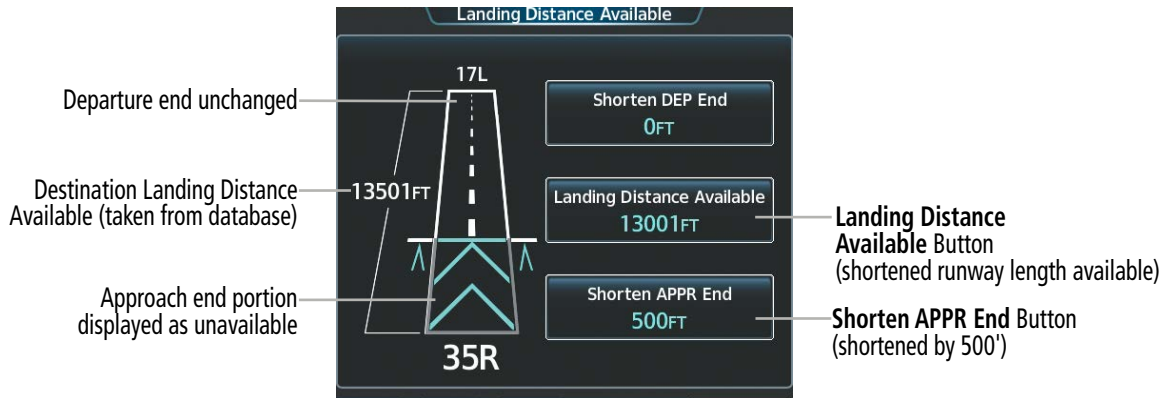 Landing Distance Available
17L
Departure end unchanged
Shorten DEP End
0FT
Destination Landing Distance
Available (taken from database)
13501FT
Landing Distance Available
13001FT
Landing Distance
Available Button
(shortened runway length available)
Approach end portion
displayed as unavailable
Shorten APPR End
500FT
Shorten APPR End Button
(shortened by 500')
35R